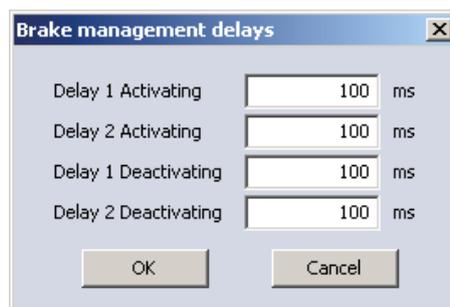 Brake management delays
Delay 1 Activating 100 ms
Delay 2 Activating 100 ms
Delay 1 Deactivating 100 ms
Delay 2 Deactivating 100 ms
OK Cancel